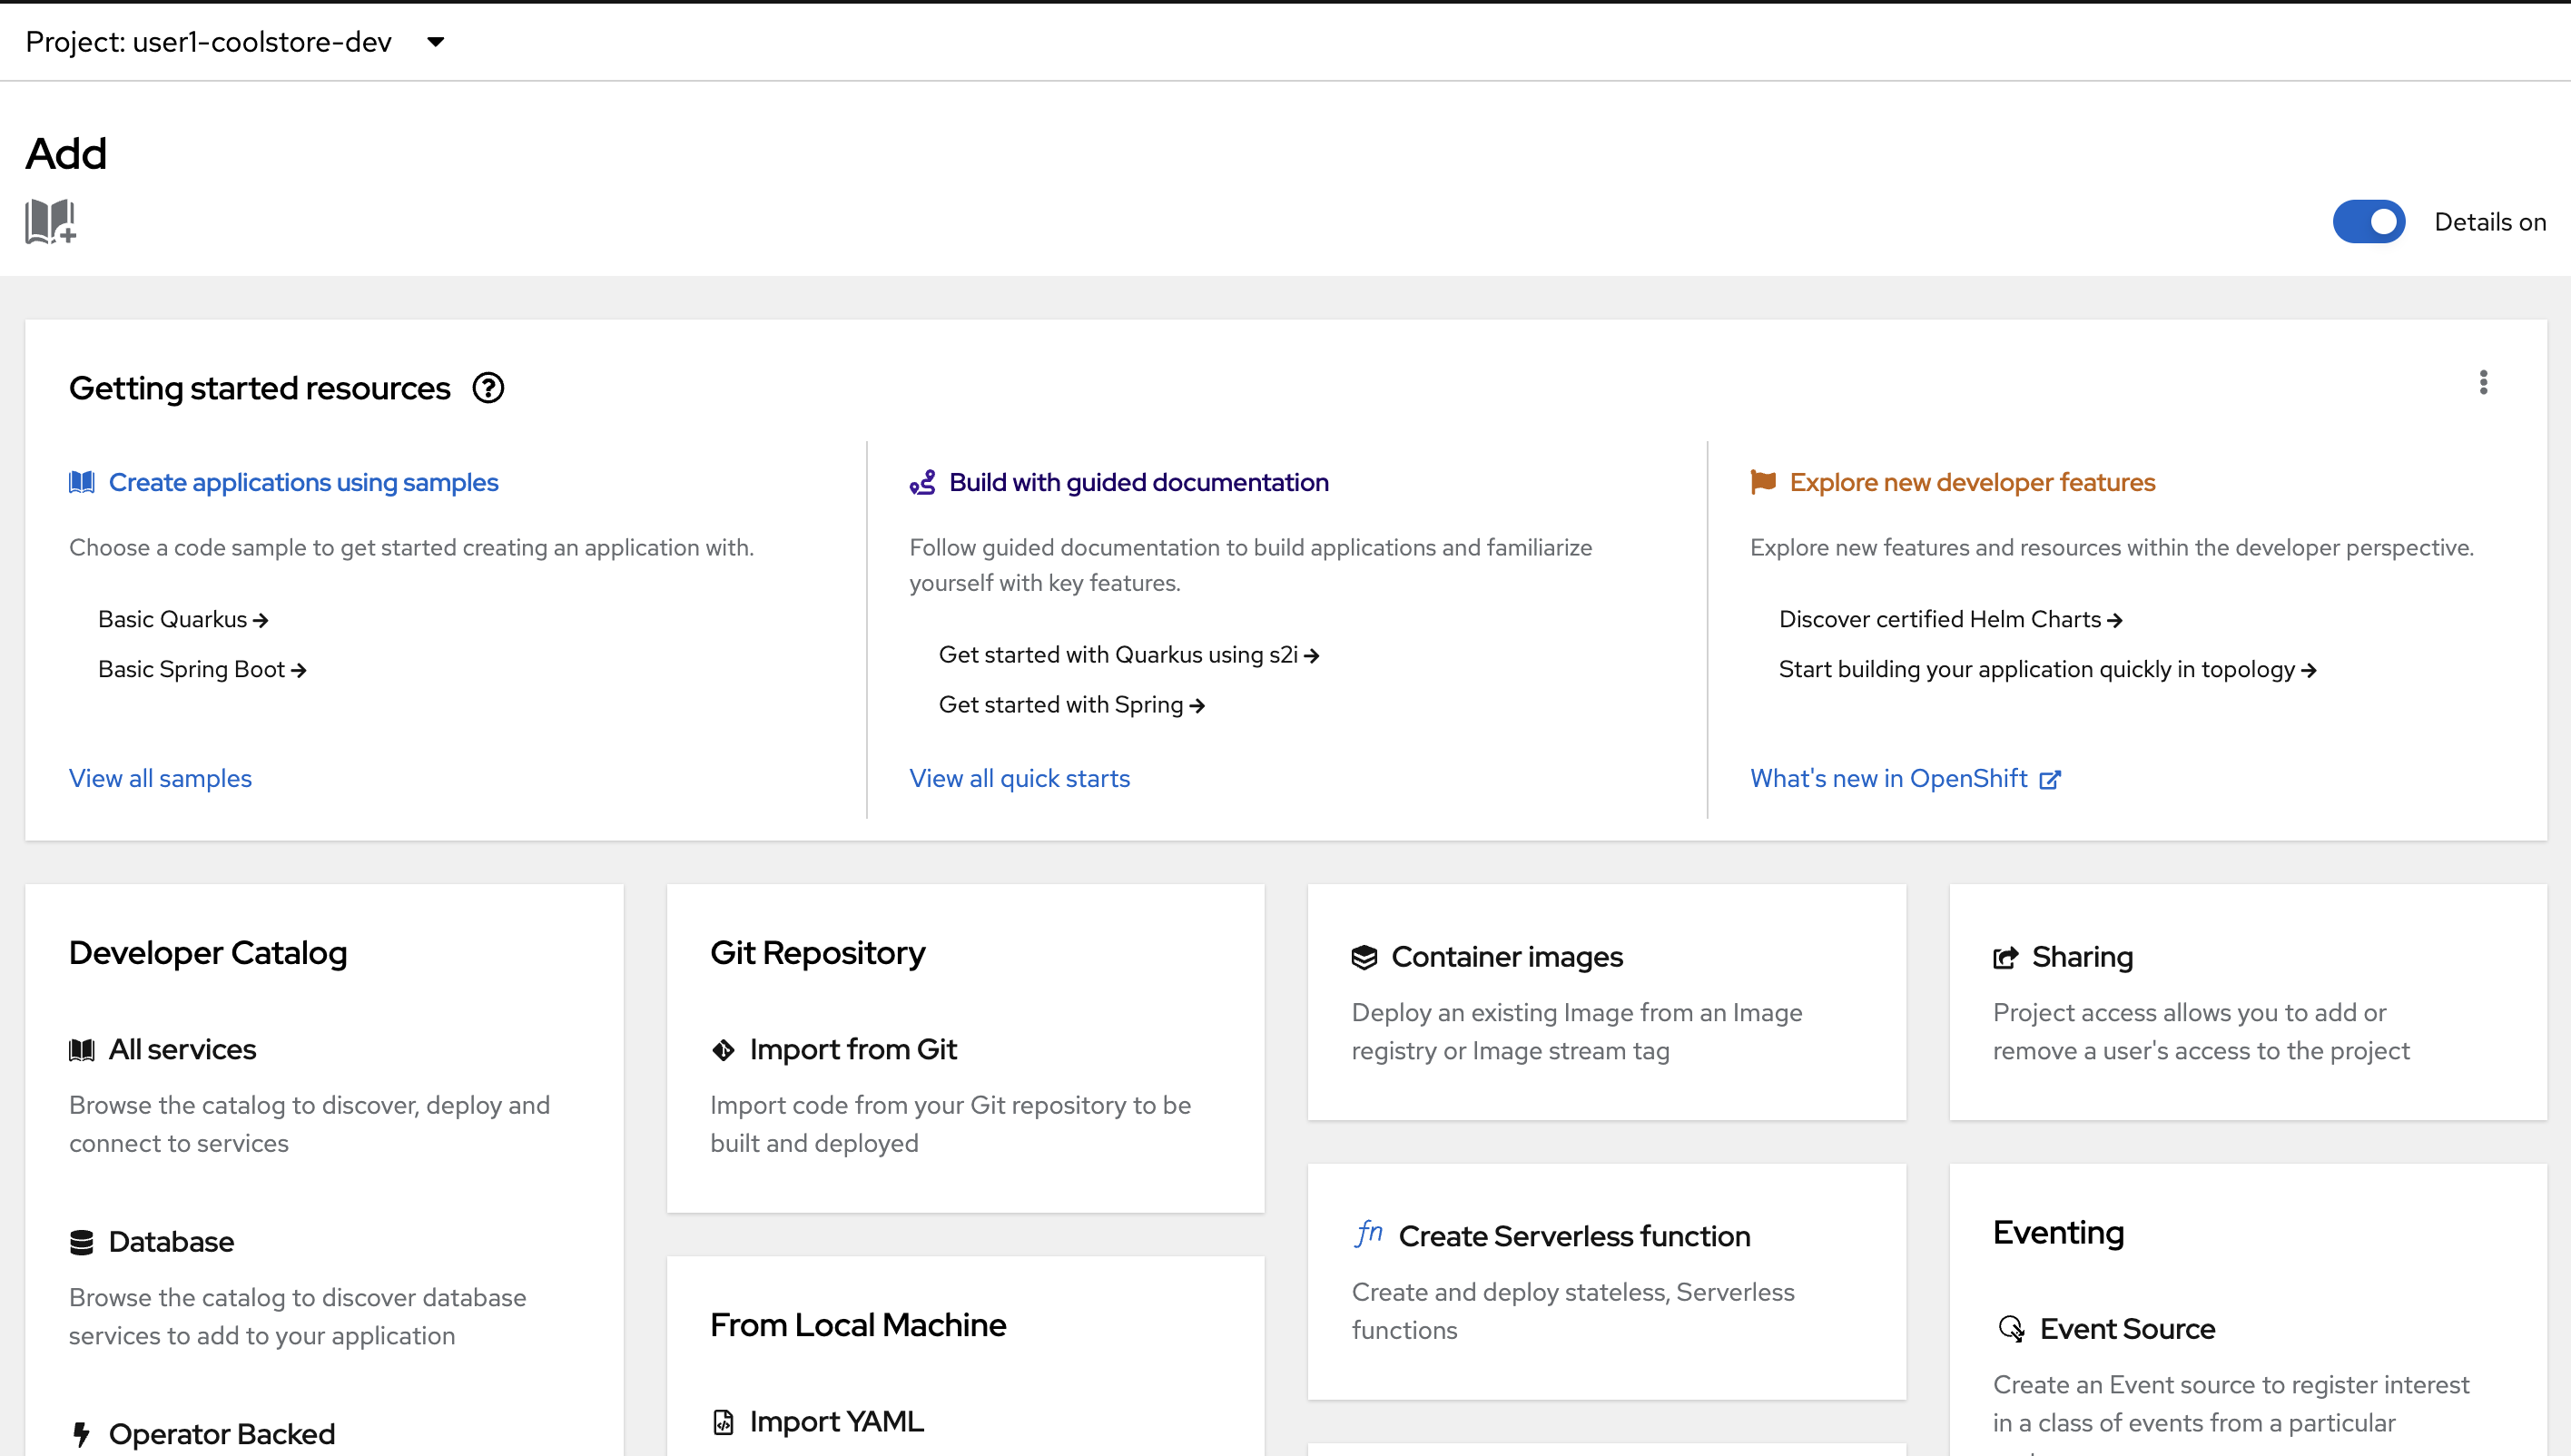 Project: user1-coolstore-dev
Add
Details on
Getting started resources
Create applications using samples
Choose a code sample to get started creating an application with.
Basic Quarkus
Basic Spring Boot
View all samples
Build with guided documentation
Follow guided documentation to build applications and familiarize
yourself with key features.
Get started with Quarkus using s2i
Get started with Spring
View all quick starts
Explore new developer features
Explore new features and resources within the developer perspective.
Discover certified Helm Charts
Start building your application quickly in topology
What's new in OpenShift
Developer Catalog
All services
Browse the catalog to discover, deploy and
connect to services
Database
Browse the catalog to discover database
services to add to your application
Operator Backed
Git Repository
Import from Git
Import code from your Git repository to be
built and deployed
From Local Machine
Import YAML
Container images
Deploy an existing Image from an Image
registry or Image stream tag
fn Create Serverless function
Create and deploy stateless, Serverless
functions
Sharing
Project access allows you to add or
remove a user's access to the project
Eventing
Event Source
Create an Event source to register interest
in a class of events from a particular